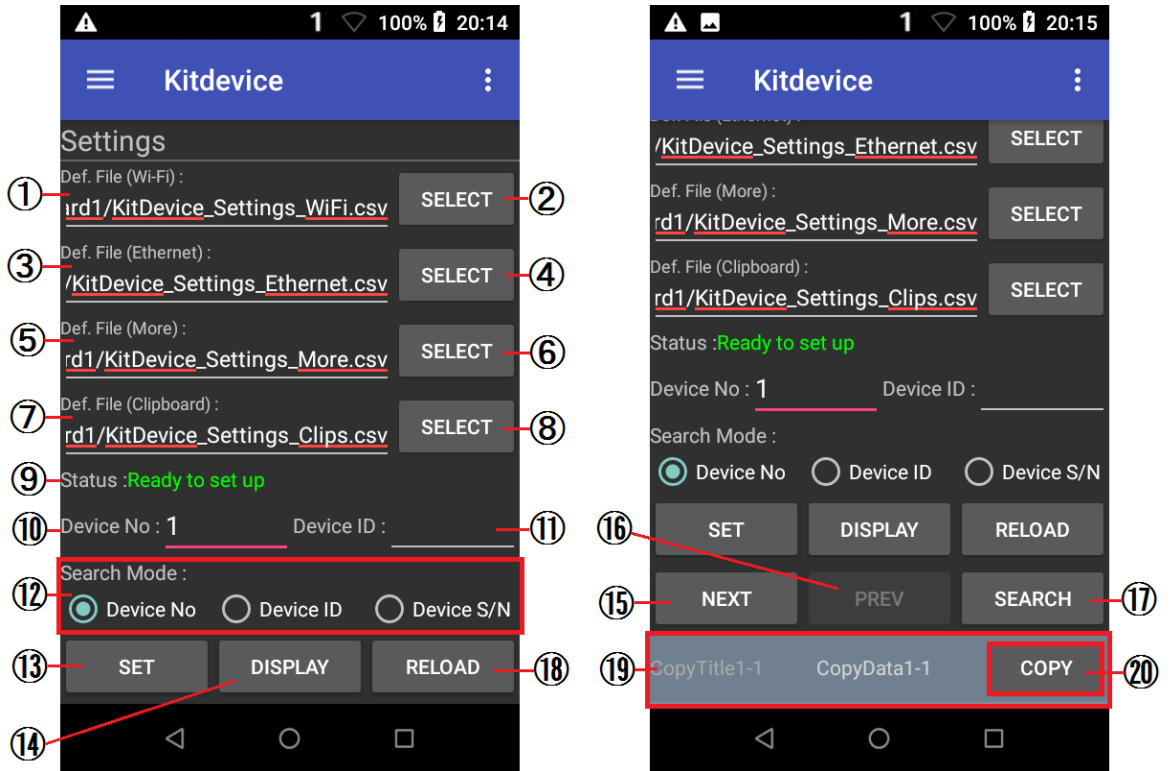 1 100% 20:14
Kitdevice
Settings
Def. File (Wi-Fi) :
① ard1/KitDevice_Settings_WiFi.csv SELECT ②
Def. File (Ethernet) :
③ /KitDevice_Settings_Ethernet.csv SELECT ④
Def. File (More) :
⑤ rd1/KitDevice_Settings_More.csv SELECT ⑥
Def. File (Clipboard) :
⑦ rd1/KitDevice_Settings_Clips.csv SELECT ⑧
⑨ Status :Ready to set up
⑩ Device No : 1 Device ID : ⑪
Search Mode :
⑫ Device No Device ID Device S/N
⑬ SET DISPLAY RELOAD ⑱
⑭
1 100% 20:15
Kitdevice
Def. File (Ethernet) :
/KitDevice_Settings_Ethernet.csv SELECT
Def. File (More) :
rd1/KitDevice_Settings_More.csv SELECT
Def. File (Clipboard) :
rd1/KitDevice_Settings_Clips.csv SELECT
Status :Ready to set up
Device No : 1 Device ID :
Search Mode :
Device No Device ID Device S/N
⑯ SET DISPLAY RELOAD
⑮ NEXT PREV SEARCH ⑰
⑲ CopyTitle1-1 CopyData1-1 COPY ⑳